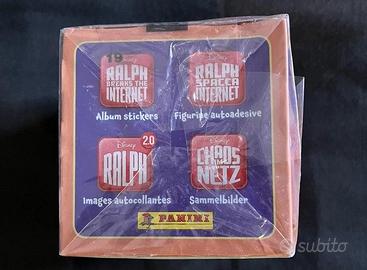 19
Disney
RALPH
BREAKS THE
INTERNET
Album stickers
Disney
RALPH
SPACCA
INTERNET
Figurine autoadesive
Disney
RALPH
2.0
Images autocollantes
Disney
CHAOS
IM
NETZ
Sammelbilder
PANINI
subito